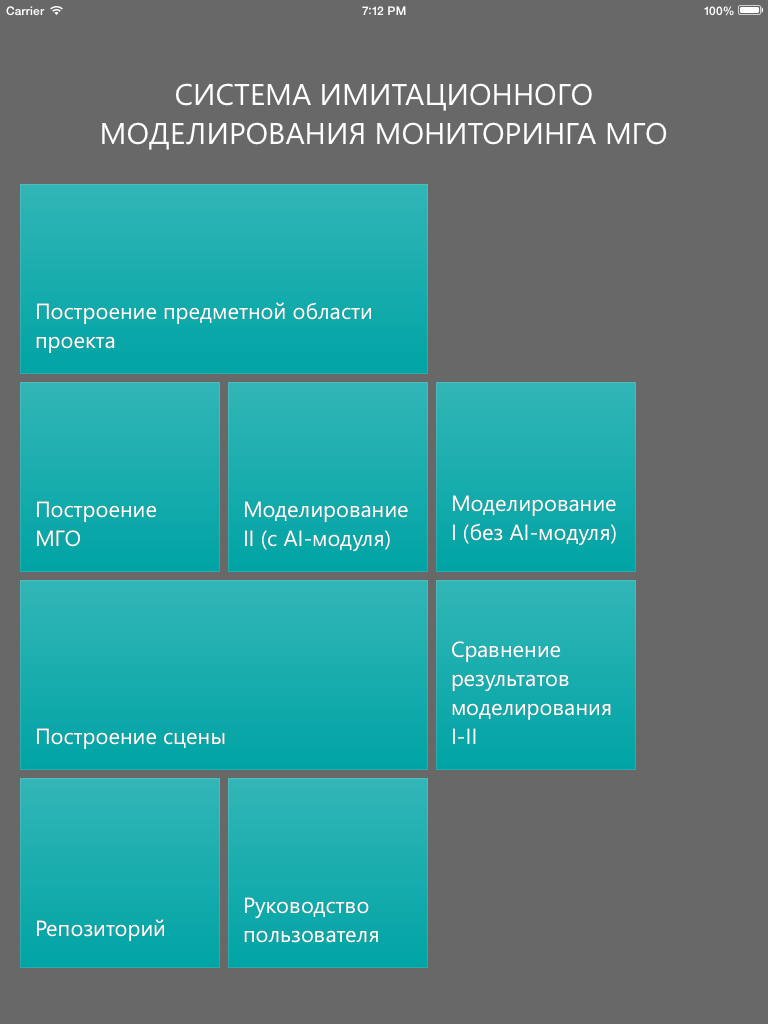 Carrier 7:12 PM 100%
СИСТЕМА ИМИТАЦИОННОГО
МОДЕЛИРОВАНИЯ МОНИТОРИНГА МГО
Построение предметной области
проекта
Построение
МГО
Моделирование
II (с AI-модуля)
Моделирование
I (без AI-модуля)
Построение сцены
Сравнение
результатов
моделирования
I-II
Репозиторий
Руководство
пользователя